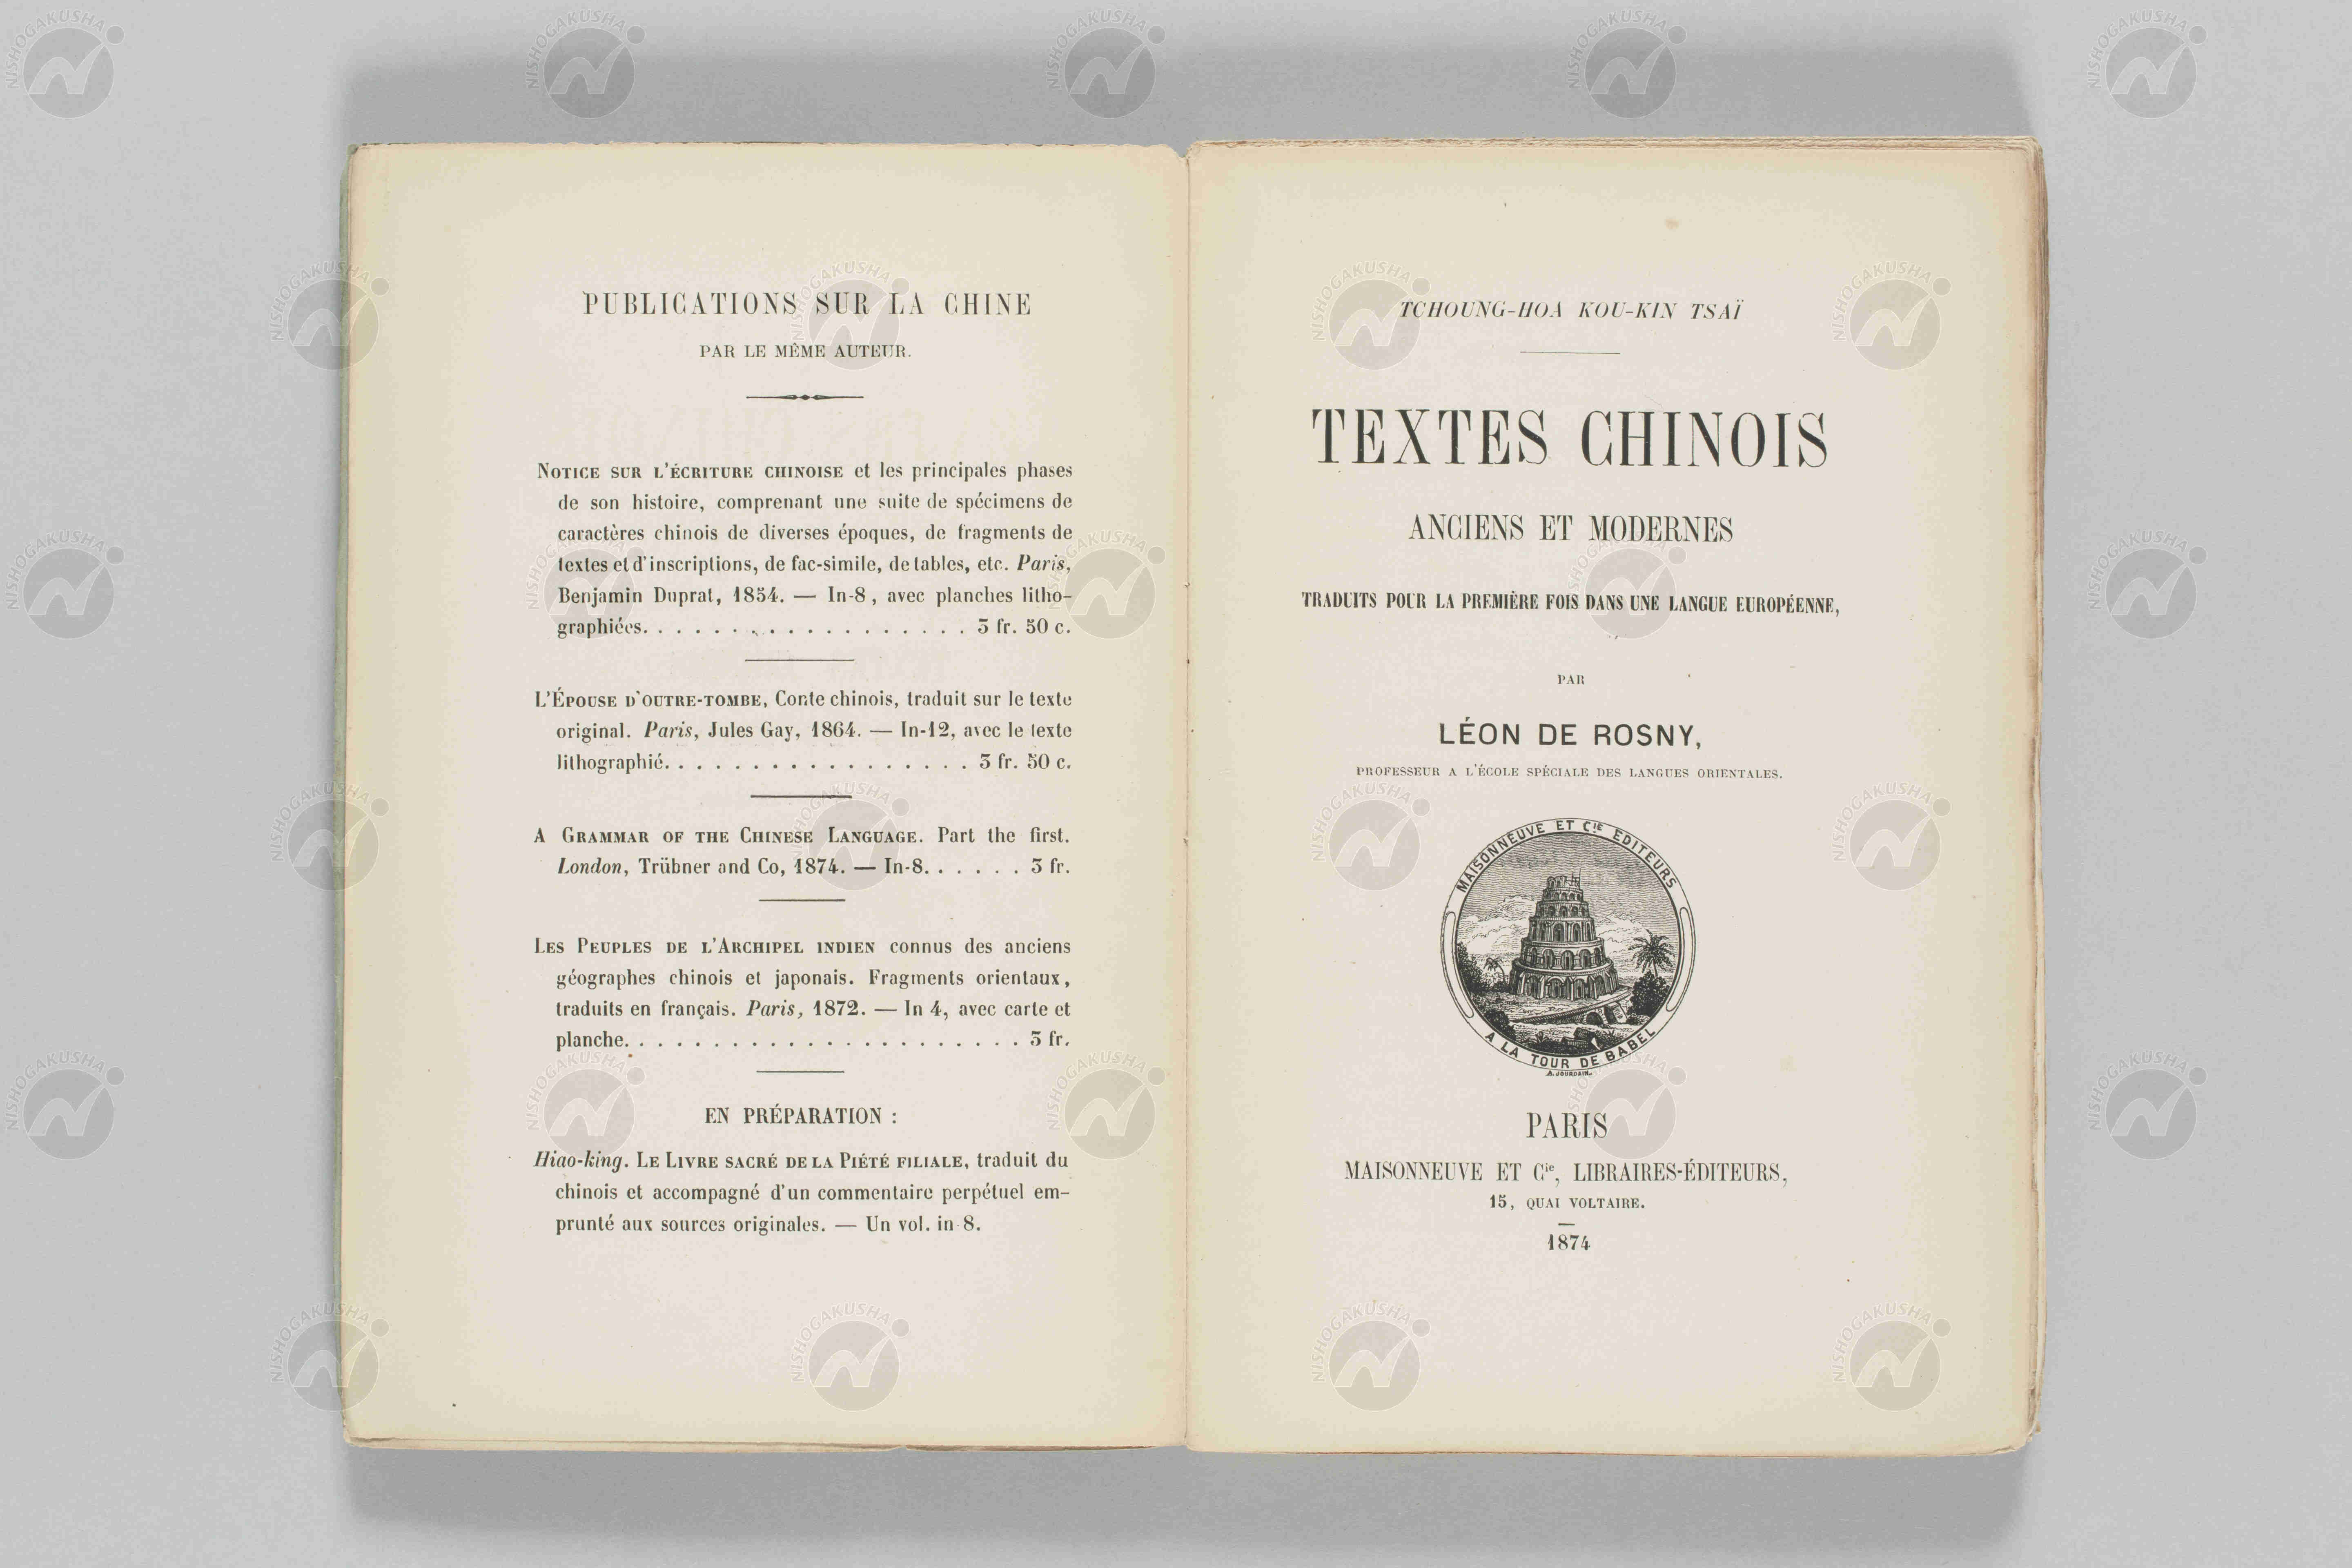 PUBLICATIONS SUR LA CHINE
PAR LE MÊME AUTEUR.
NOTICE SUR L'ÉCRITURE CHINOISE et les principales phases
de son histoire, comprenant une suite de spécimens de
caractères chinois de diverses époques, de fragments de
textes et d'inscriptions, de fac-simile, de tables, etc. Paris,
Benjamin Duprat, 1854. — In-8, avec planches litho-
graphiées. . . . . . . . . . . . . . . . . . . 3 fr. 50 c.
L'ÉPOUSE D'OUTRE-TOMBE, Conte chinois, traduit sur le texte
original. Paris, Jules Gay, 1864. — In-12, avec le texte
lithographié. . . . . . . . . . . . . . . . . . 3 fr. 50 c.
A GRAMMAR OF THE CHINESE LANGUAGE. Part the first.
London, Trübner and Co, 1874. — In-8. . . . . . 3 fr.
LES PEUPLES DE L'ARCHIPEL INDIEN connus des anciens
géographes chinois et japonais. Fragments orientaux,
traduits en français. Paris, 1872. — In 4, avec carte et
planche. . . . . . . . . . . . . . . . . . . . . . . 3 fr.
EN PRÉPARATION :
Hiao-king. LE LIVRE SACRÉ DE LA PIÉTÉ FILIALE, traduit du
chinois et accompagné d'un commentaire perpétuel em-
prunté aux sources originales. — Un vol. in-8.
TCHOUNG-HOA KOU-KIN TSAÏ
TEXTES CHINOIS
ANCIENS ET MODERNES
TRADUITS POUR LA PREMIÈRE FOIS DANS UNE LANGUE EUROPÉENNE,
PAR
LÉON DE ROSNY,
PROFESSEUR A L'ÉCOLE SPÉCIALE DES LANGUES ORIENTALES.
MAISONNEUVE ET Cie EDITEURS
A LA TOUR DE BABEL
A. JOURDAIN.
PARIS
MAISONNEUVE ET Cie, LIBRAIRES-ÉDITEURS,
15, QUAI VOLTAIRE.
1874
NISHOGAKUSHA